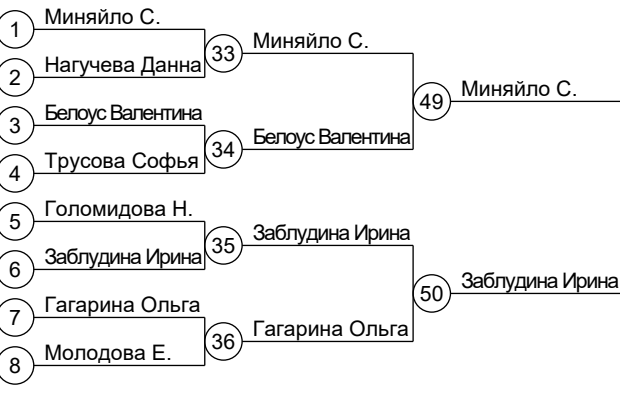 1 Миняйло С.
2 Нагучева Данна
33 Миняйло С.
3 Белоус Валентина
4 Трусова Софья
34 Белоус Валентина
49 Миняйло С.
5 Голомидова Н.
6 Заблудина Ирина
35 Заблудина Ирина
7 Гагарина Ольга
8 Молодова Е.
36 Гагарина Ольга
50 Заблудина Ирина